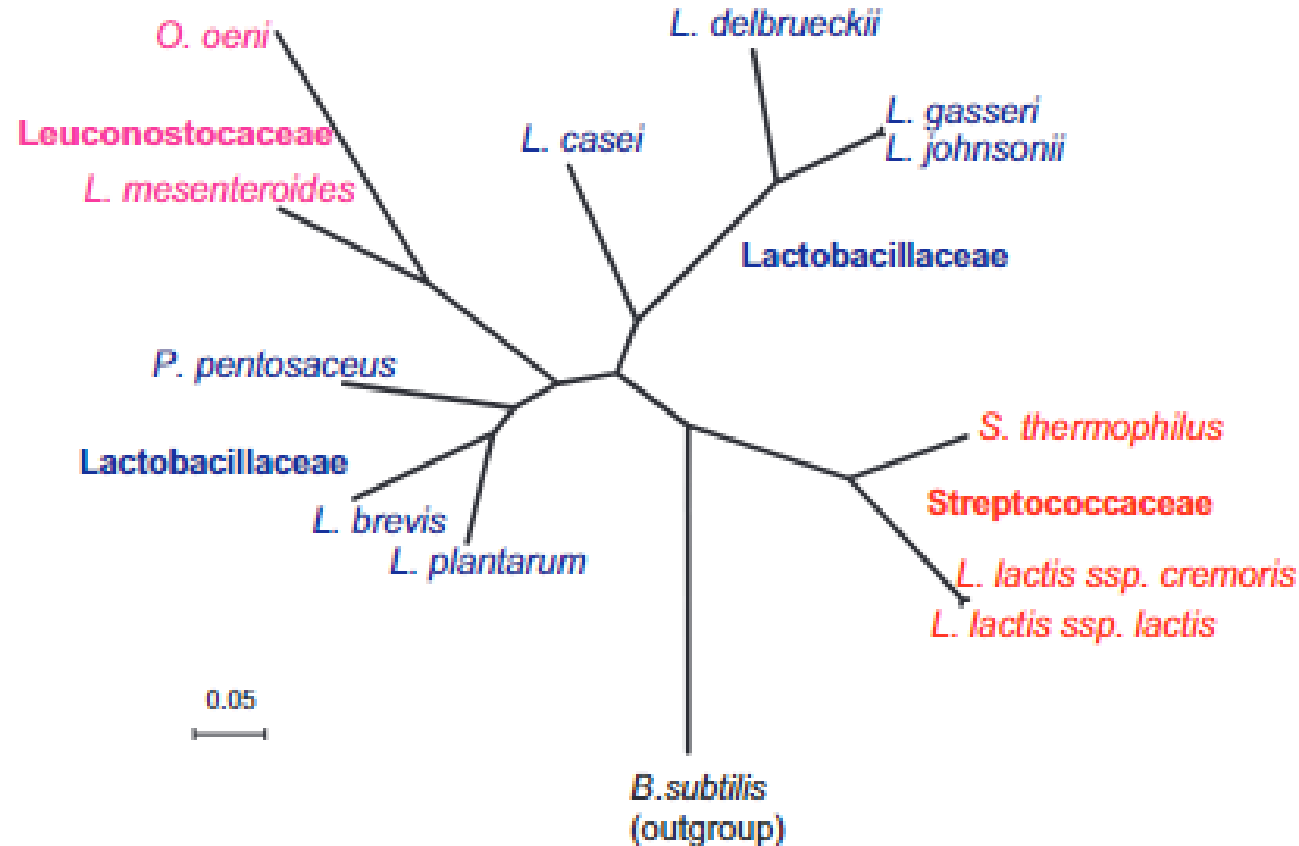 O. oeni
L. delbrueckii
Leuconostocaceae
L. gasseri
L. casei
L. johnsonii
L. mesenteroides
Lactobacillaceae
P. pentosaceus
S. thermophilus
Lactobacillaceae
Streptococcaceae
L. brevis
L. plantarum
L. lactis ssp. cremoris
L. lactis ssp. lactis
0.05
B.subtilis
(outgroup)